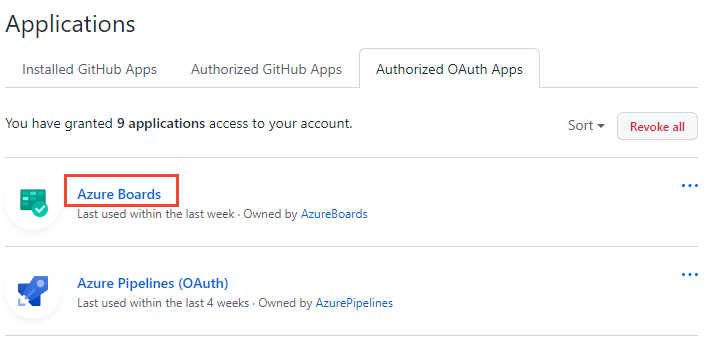 Applications
Installed GitHub Apps Authorized GitHub Apps Authorized OAuth Apps
You have granted 9 applications access to your account. Sort Revoke all
Azure Boards
Last used within the last week · Owned by AzureBoards
Azure Pipelines (OAuth)
Last used within the last 4 weeks · Owned by AzurePipelines